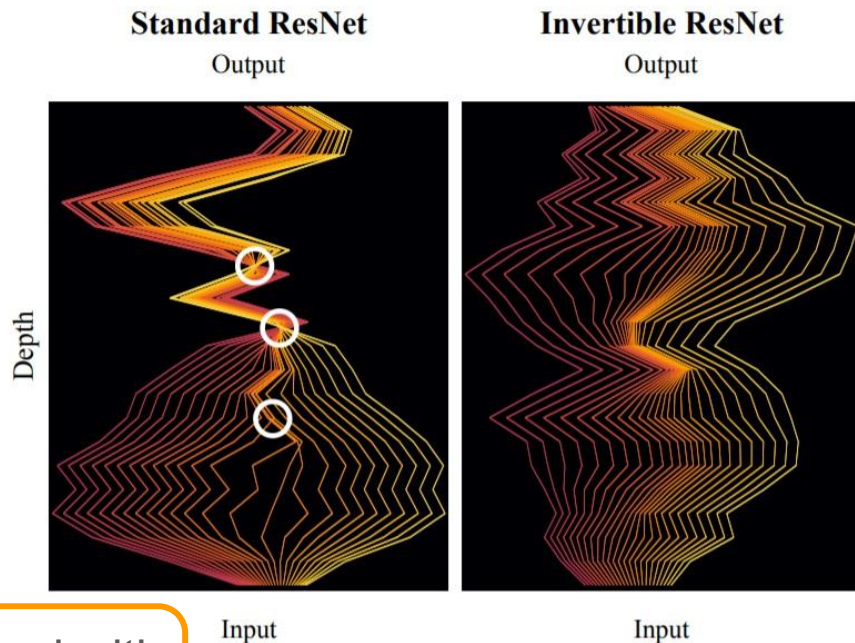 Standard ResNet
Output
Invertible ResNet
Output
Depth
Input
Input